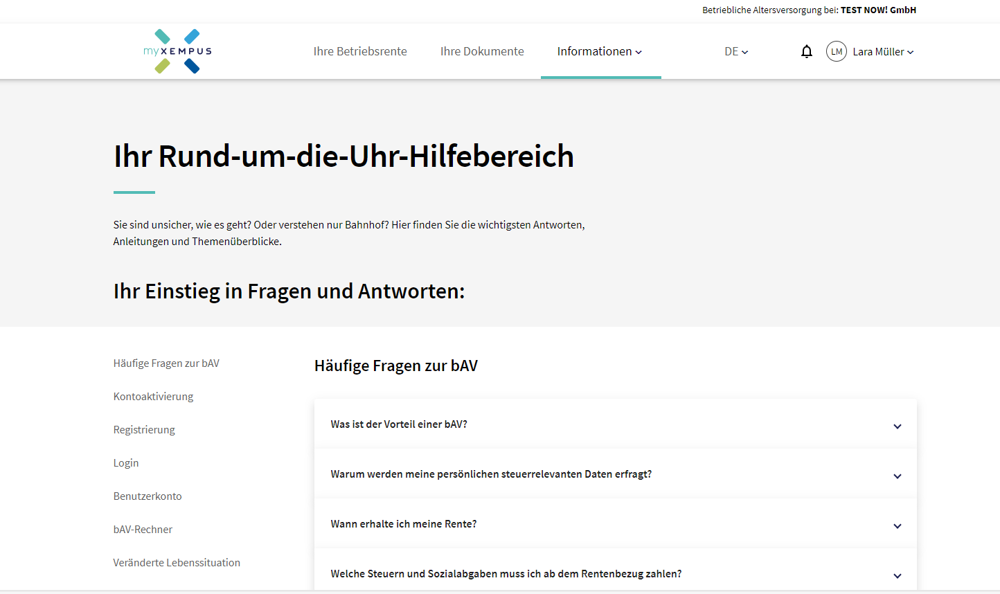 Betriebliche Altersversorgung bei: TEST NOW! GmbH
myXEMPUS
Ihre Betriebsrente
Ihre Dokumente
Informationen
DE
LM
Lara Müller
Ihr Rund-um-die-Uhr-Hilfebereich
Sie sind unsicher, wie es geht? Oder verstehen nur Bahnhof? Hier finden Sie die wichtigsten Antworten,
Anleitungen und Themenüberblicke.
Ihr Einstieg in Fragen und Antworten:
Häufige Fragen zur bAV
Kontoaktivierung
Registrierung
Login
Benutzerkonto
bAV-Rechner
Veränderte Lebenssituation
Häufige Fragen zur bAV
Was ist der Vorteil einer bAV?
Warum werden meine persönlichen steuerrelevanten Daten erfragt?
Wann erhalte ich meine Rente?
Welche Steuern und Sozialabgaben muss ich ab dem Rentenbezug zahlen?